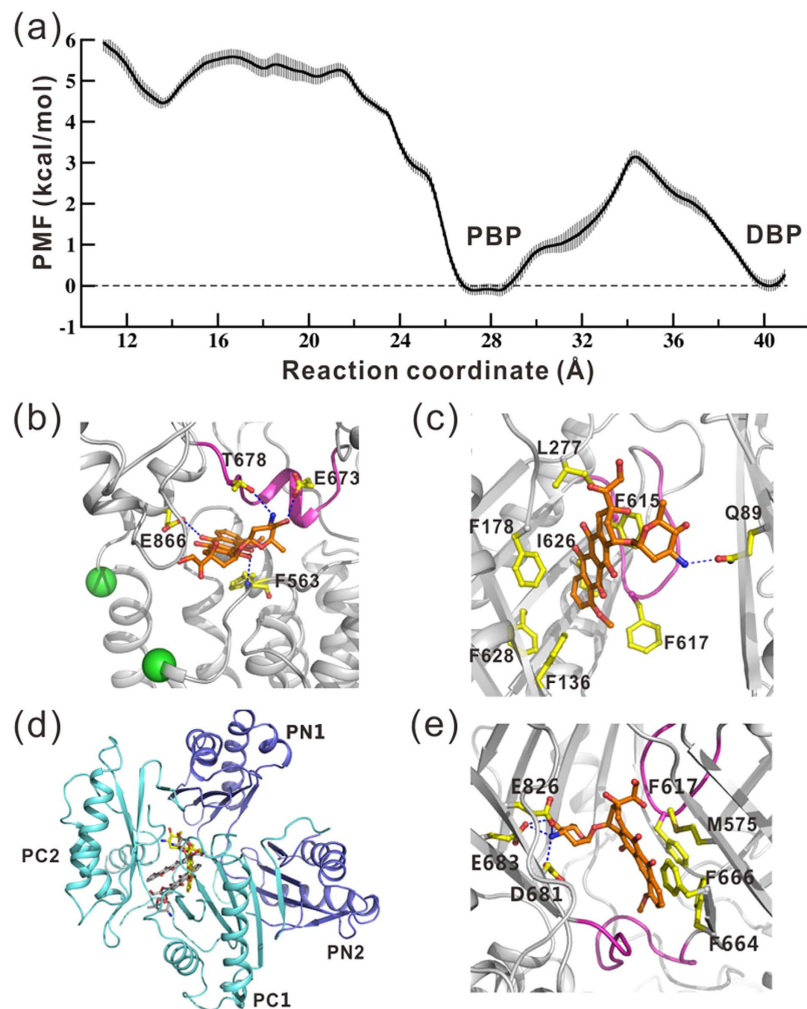 (a)
6
5
4
3
2
1
0
-1
PMF (kcal/mol)
PBP
DBP
12 16 20 24 28 32 36 40
Reaction coordinate (Å)
(b)
T678
E673
E866
F563
(c)
L277
F615
Q89
F178
I626
F617
F628
F136
(d)
PN1
PC2
PN2
PC1
(e)
E826
F617
M575
E683
F666
D681
F664